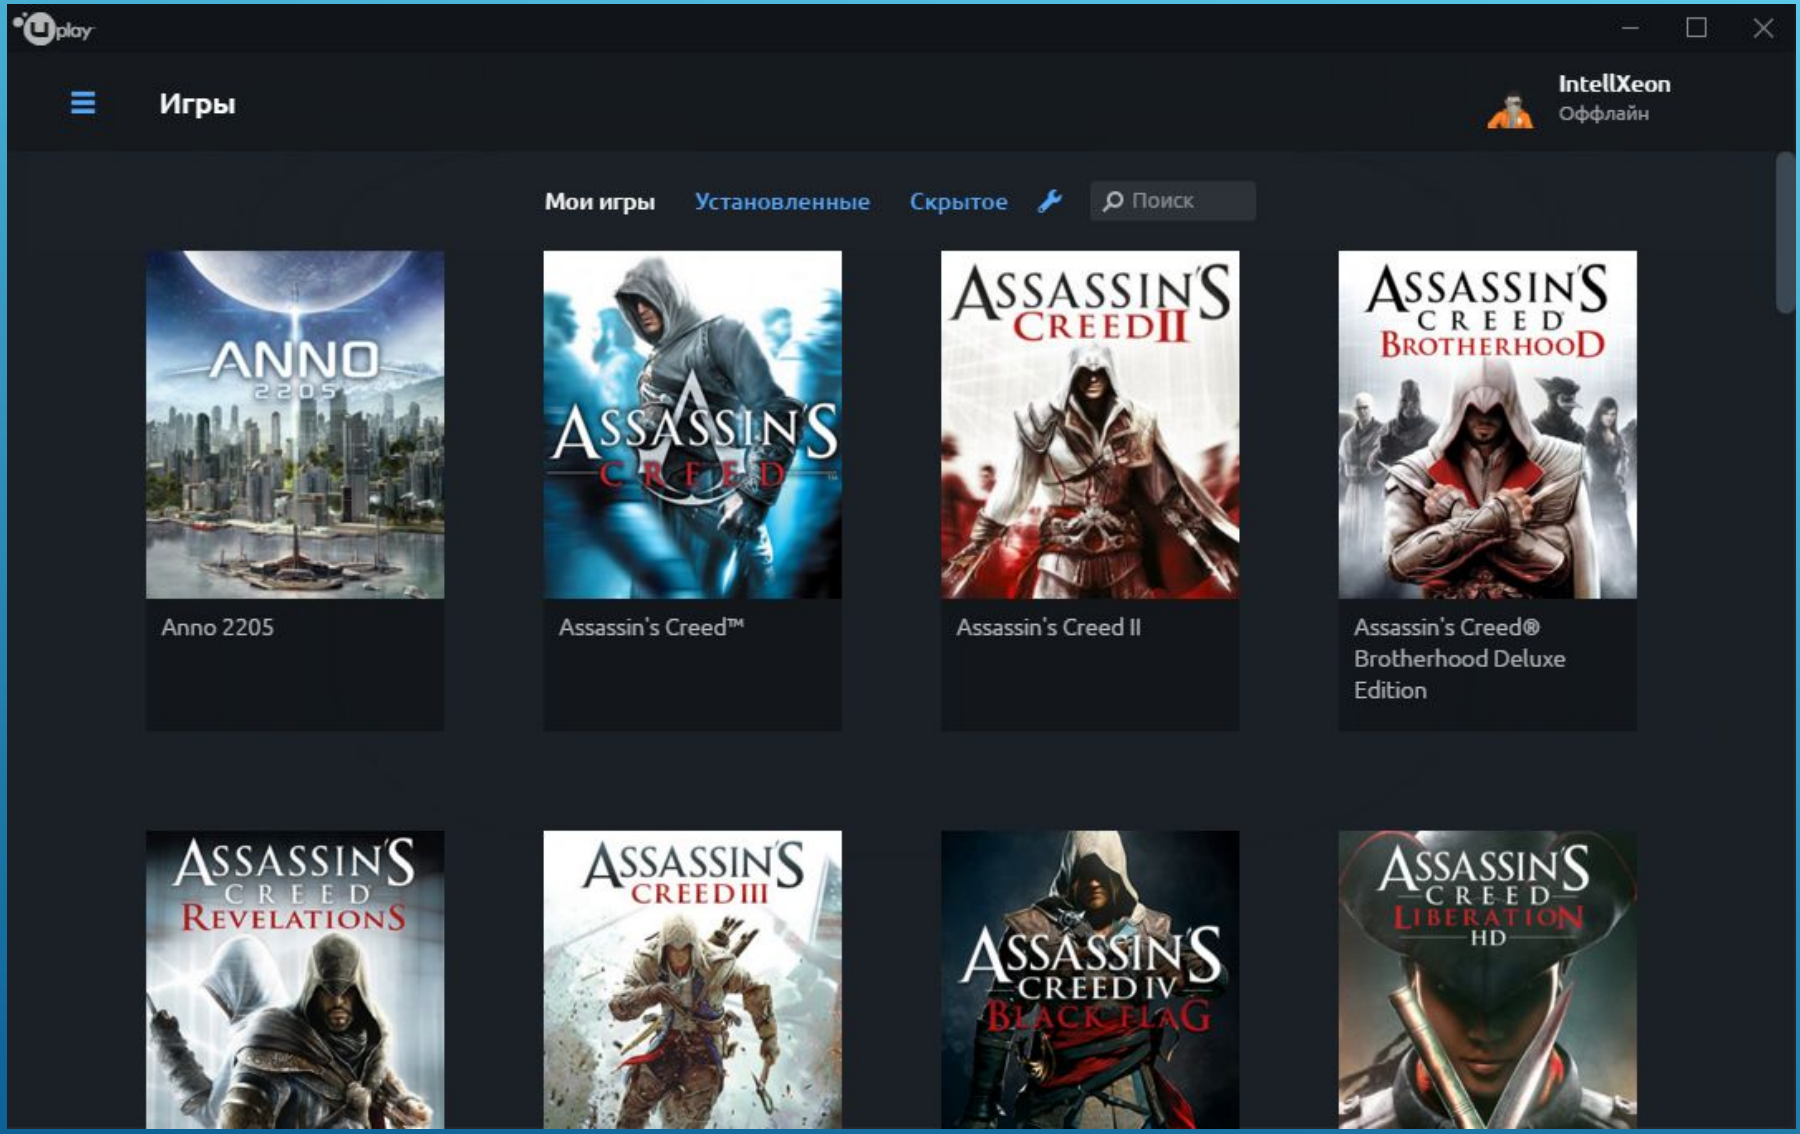 uplay
Игры
IntellXeon
Оффлайн
Мои игры
Установленные
Скрытое
Поиск
ANNO
2205
ASSASSIN'S
CREED
™
ASSASSIN'S
CREED II
ASSASSIN'S
CREED
BROTHERHOOD
Anno 2205
Assassin's Creed™
Assassin's Creed II
Assassin's Creed®
Brotherhood Deluxe
Edition
ASSASSIN'S
CREED
REVELATIONS
ASSASSIN'S
CREED III
ASSASSIN'S
CREED IV
BLACK FLAG
ASSASSIN'S
CREED
LIBERATION
HD